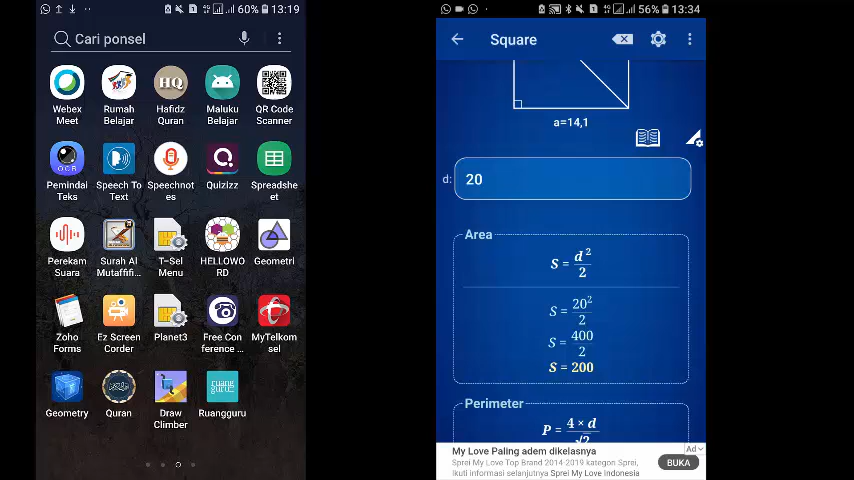 60% 13:19
Cari ponsel
Webex Meet
Rumah Belajar
HQ
Hafidz Quran
Maluku Belajar
QR Code Scanner
OCR
Pemindai Teks
Speech To Text
Speechnotes
Quizizz
Spreadsheet
Perekam Suara
Surah Al Mutaffifi...
T-Sel Menu
HELLOWORD
Geometri
Zoho Forms
Ez Screen Corder
Planet3
Free Conference ...
MyTelkomsel
Geometry
Quran
Draw Climber
ruang guru
Ruangguru
56% 13:34
Square
a=14,1
d: 20
Area
S = d²/2
S = 20²/2
S = 400/2
S = 200
Perimeter
P = 4 × d/√2
My Love Paling adem dikelasnya
Ad
Sprei My Love Top Brand 2014-2019 kategori Sprei,
Ikuti informasi selanjutnya Sprei My Love Indonesia
BUKA